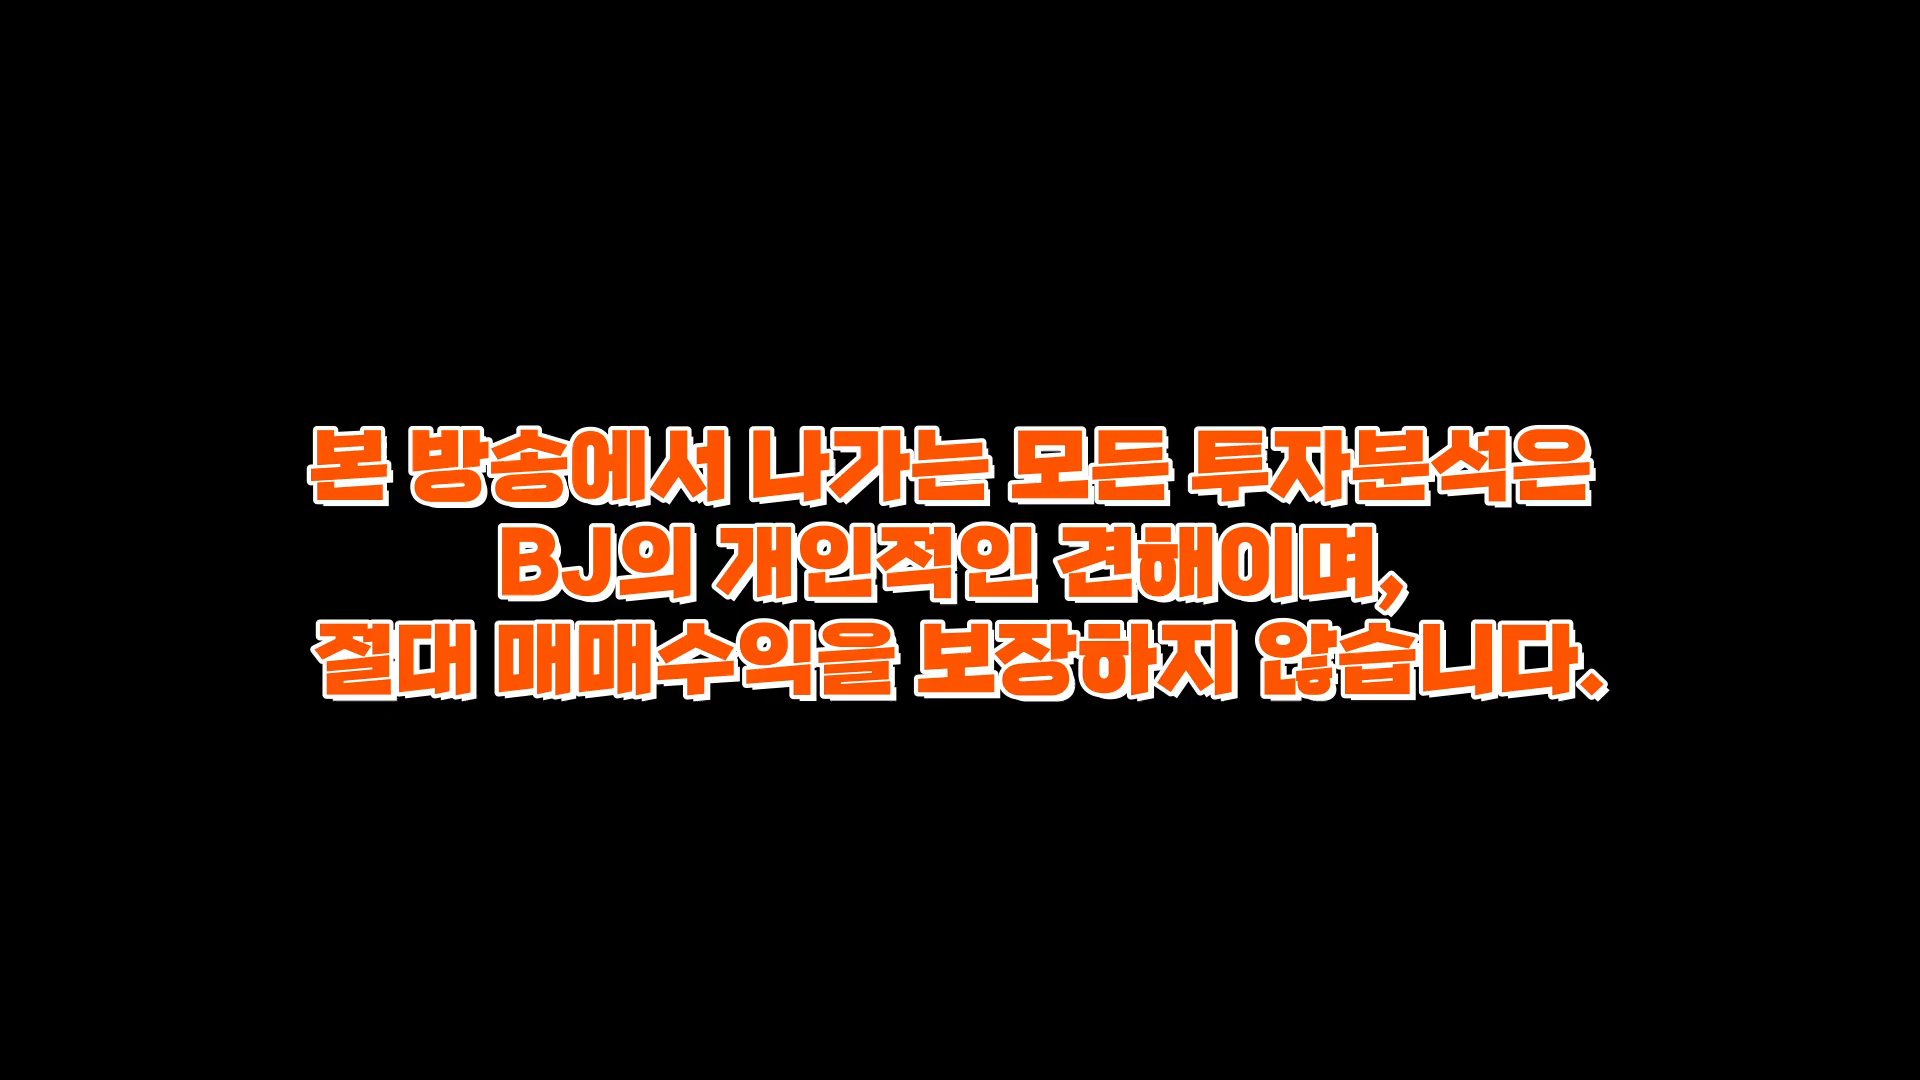 본 방송에서 나가는 모든 투자분석은
BJ의 개인적인 견해이며,
절대 매매수익을 보장하지 않습니다.